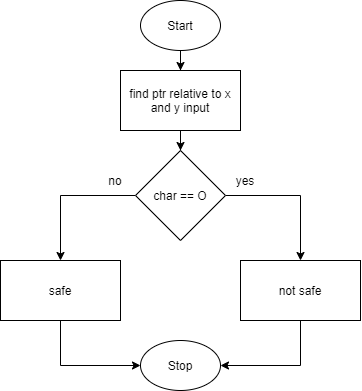 Start
find ptr relative to x
and y input
no
yes
char == O
safe
not safe
Stop